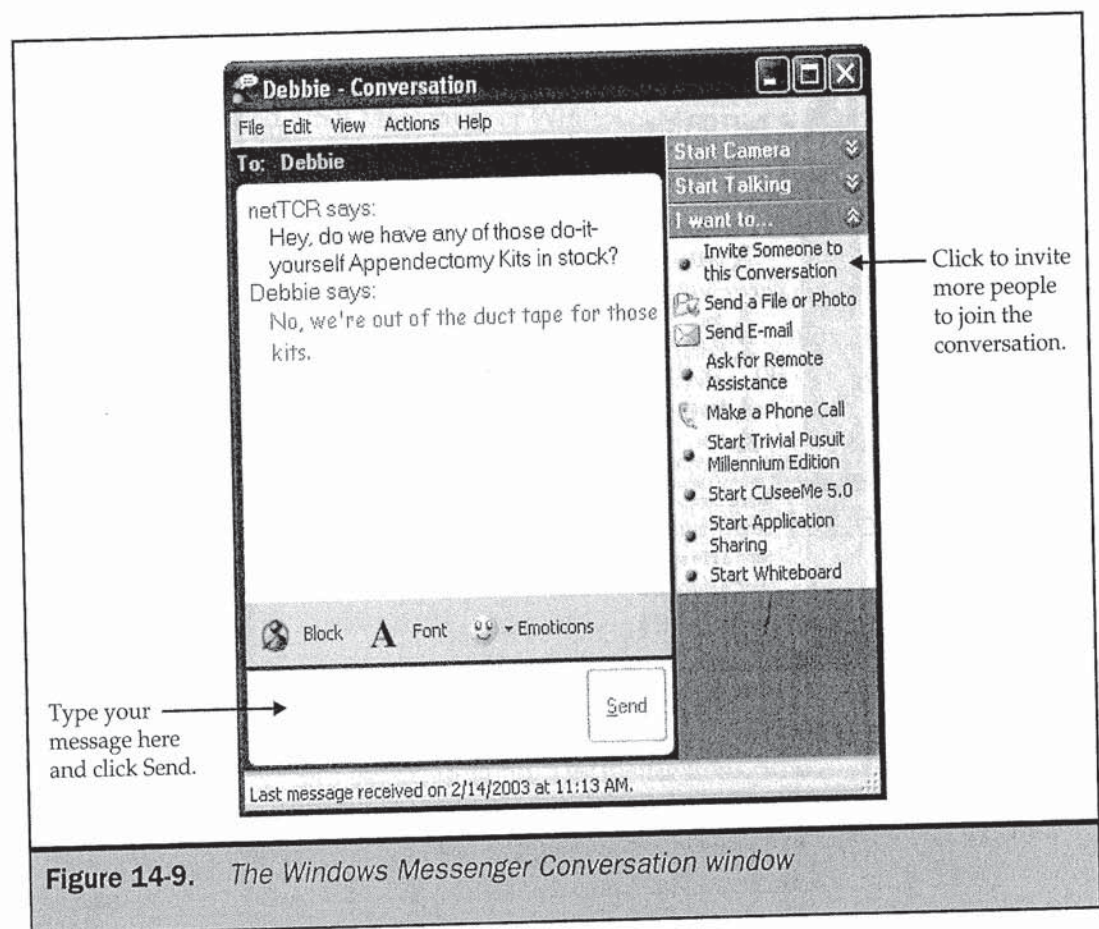 Debbie - Conversation
File Edit View Actions Help
To: Debbie
netTCR says:
Hey, do we have any of those do-it-
yourself Appendectomy Kits in stock?
Debbie says:
No, we're out of the duct tape for those
kits.
Block A Font Emoticons
Send
Last message received on 2/14/2003 at 11:13 AM.
Start Camera
Start Talking
I want to...
Invite Someone to
this Conversation
Send a File or Photo
Send E-mail
Ask for Remote
Assistance
Make a Phone Call
Start Trivial Pusuit
Millennium Edition
Start CUseeMe 5.0
Start Application
Sharing
Start Whiteboard
Click to invite
more people
to join the
conversation.
Type your
message here
and click Send.
Figure 14-9. The Windows Messenger Conversation window